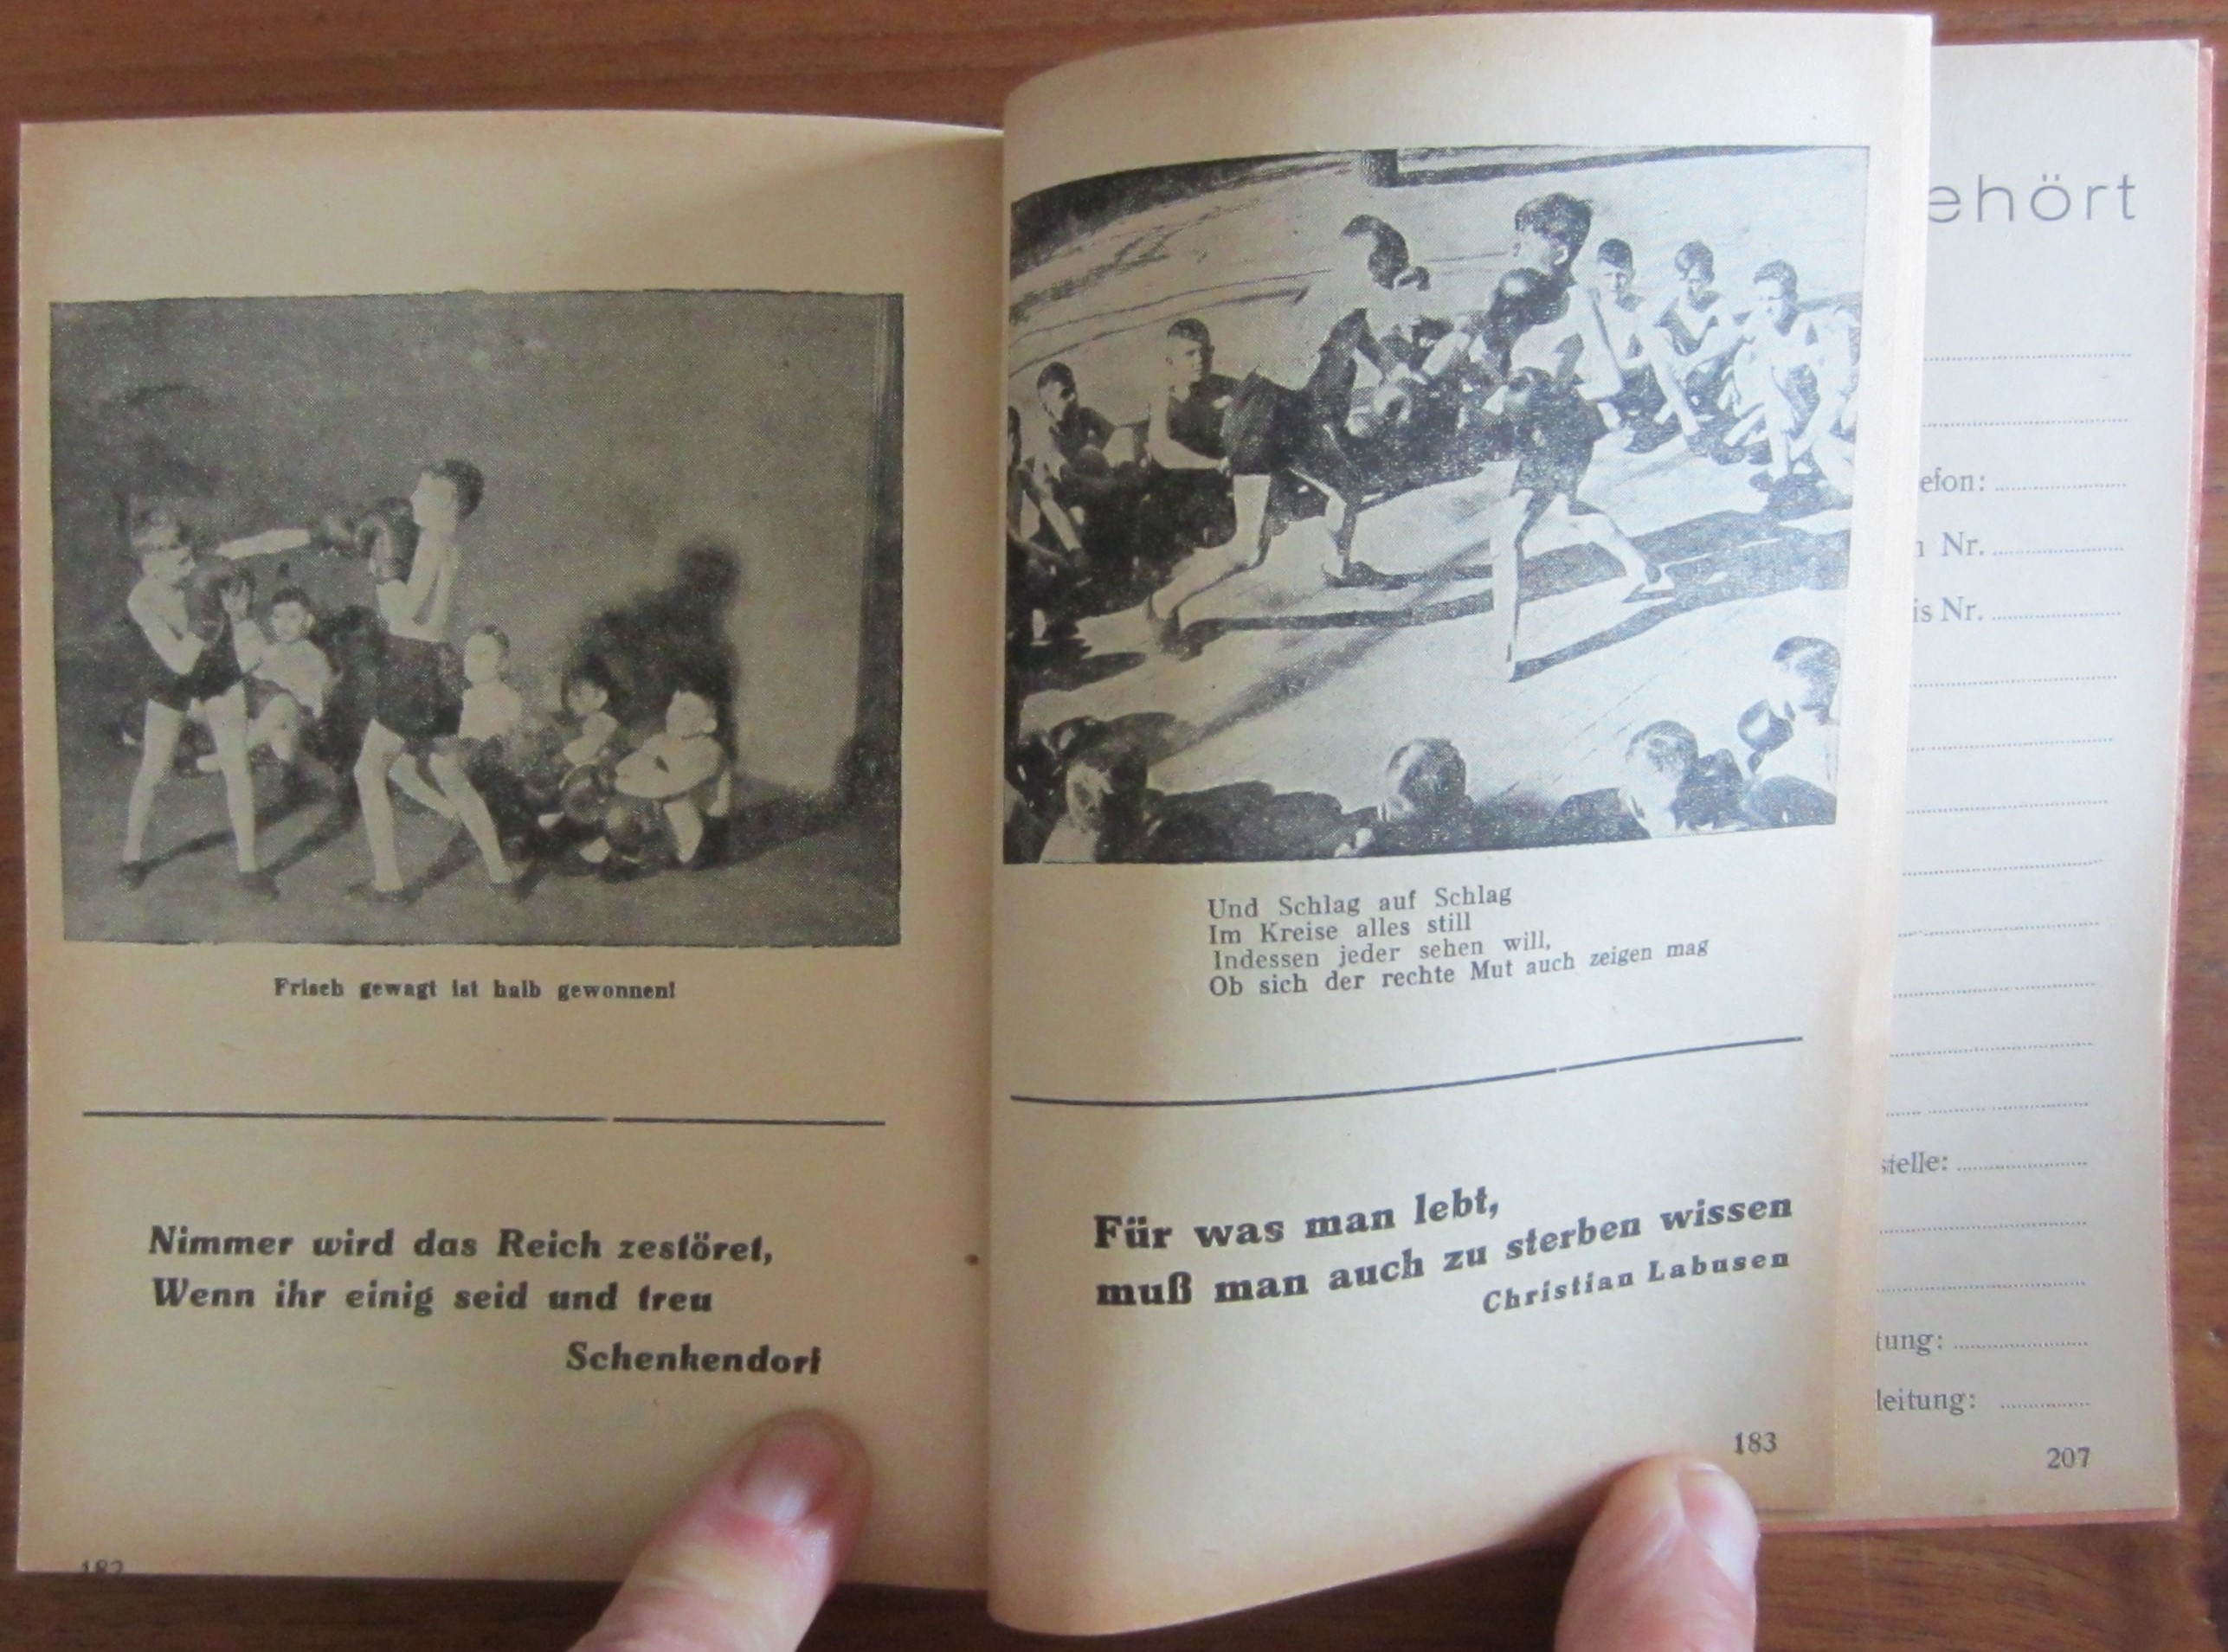 Frisch gewagt ist halb gewonnen!
Nimmer wird das Reich zestöret,
Wenn ihr einig seid und treu
Schenkendorf
182
Und Schlag auf Schlag
Im Kreise alles still
Indessen jeder sehen will,
Ob sich der rechte Mut auch zeigen mag
Für was man lebt,
muß man auch zu sterben wissen
Christian Labusen
183
ehört
efon:
Nr.
is Nr.
stelle:
tung:
leitung:
207